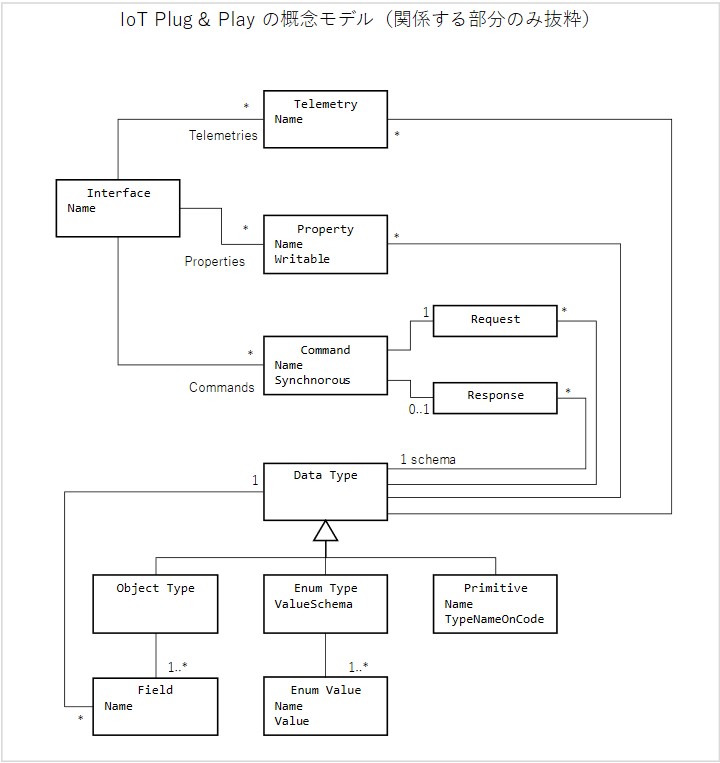 IoT Plug & Play の概念モデル（関係する部分のみ抜粋）
*
Telemetry
Name
Telemetries
*
Interface
Name
*
Property
Name
Writable
*
Properties
1
Request
*
*
Command
Name
Synchnorous
Commands
0..1
Response
*
1 schema
1
Data Type
Object Type
Enum Type
ValueSchema
Primitive
Name
TypeNameOnCode
1..*
1..*
Field
Name
*
Enum Value
Name
Value